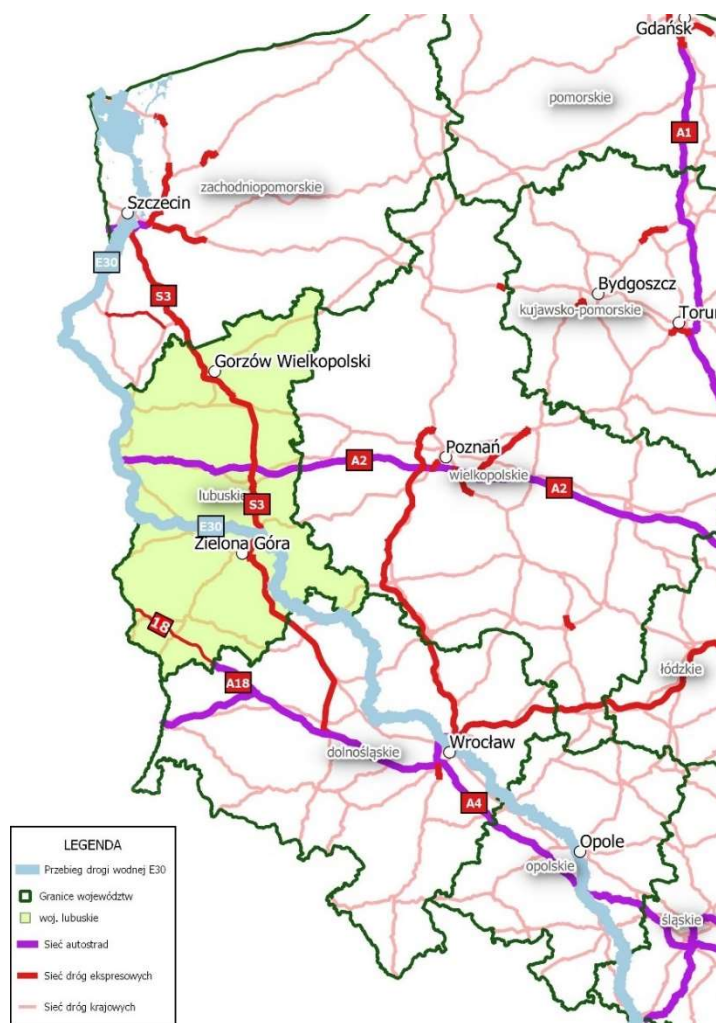 Gdańsk
pomorskie
A1
zachodniopomorskie
Szczecin
E30
S3
Bydgoszcz
kujawsko-pomorskie
Toruń
Gorzów Wielkopolski
Poznań
A2
wielkopolskie
A2
lubuskie
S3
E30
Zielona Góra
18
łódzkie
A18
Wrocław
dolnośląskie
A4
Opole
opolskie
śląskie
LEGENDA
Przebieg drogi wodnej E30
Granice województw
woj. lubuskie
Sieć autostrad
Sieć dróg ekspresowych
Sieć dróg krajowych